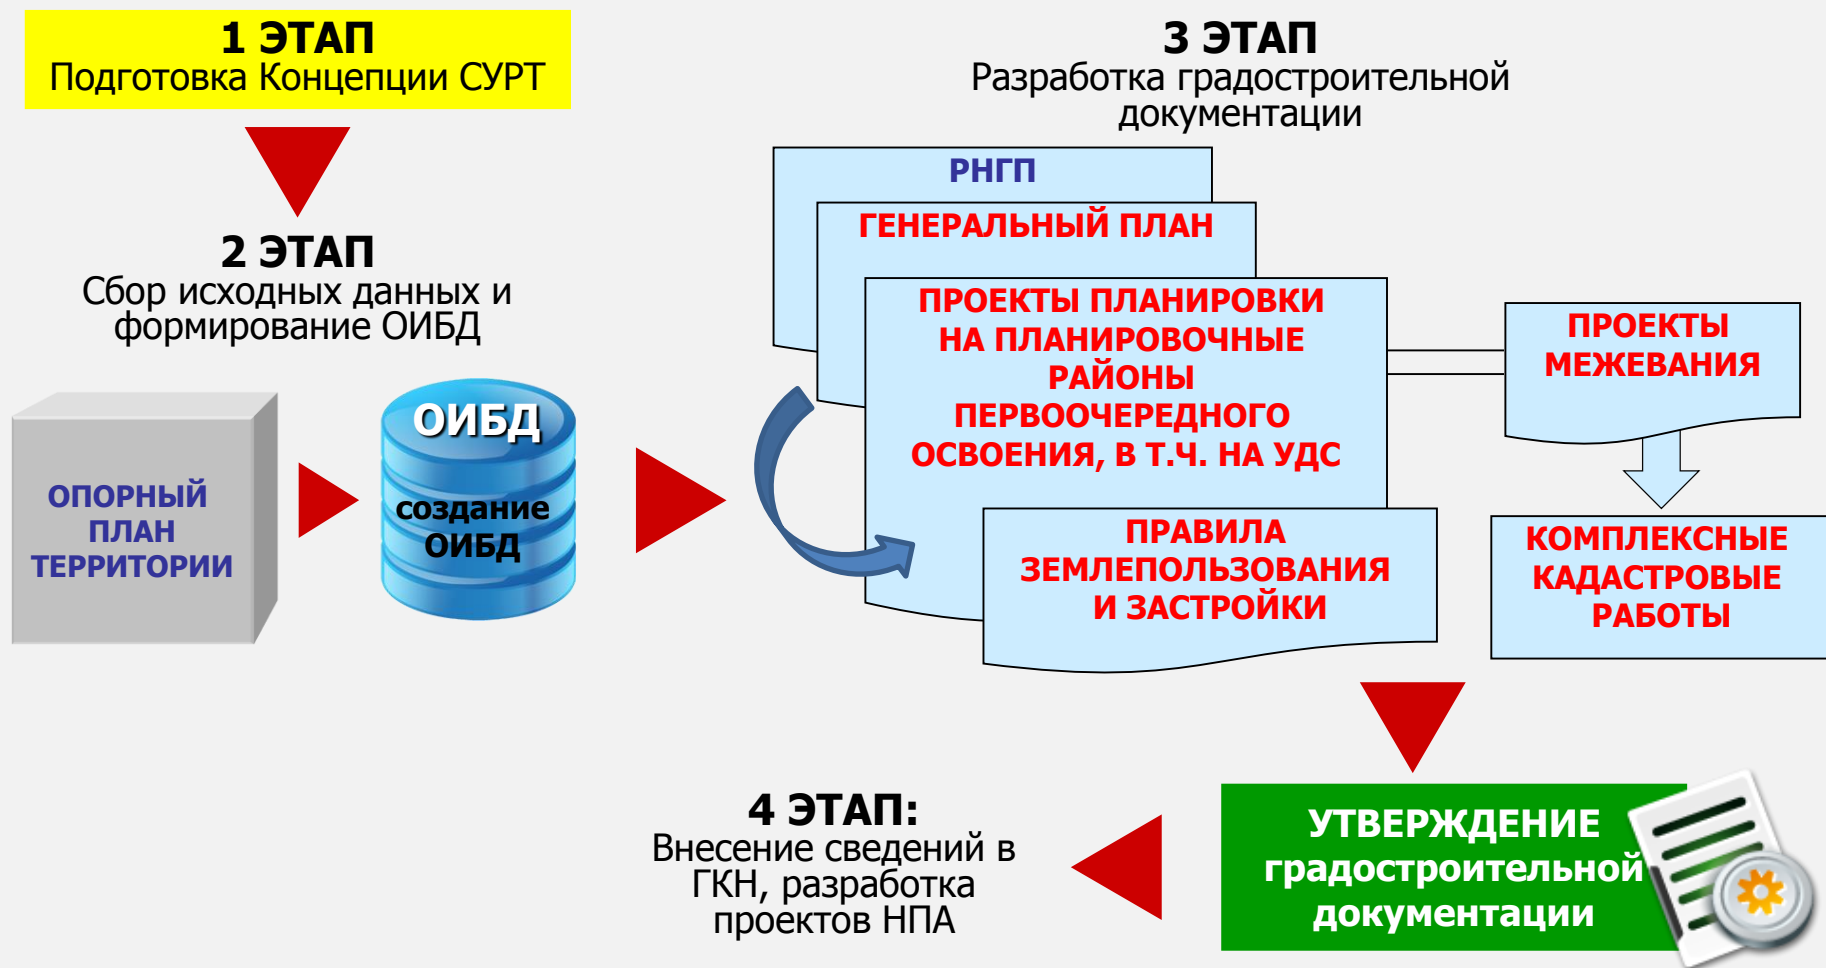 1 ЭТАП
Подготовка Концепции СУРТ
2 ЭТАП
Сбор исходных данных и
формирование ОИБД
ОПОРНЫЙ
ПЛАН
ТЕРРИТОРИИ
ОИБД
создание
ОИБД
3 ЭТАП
Разработка градостроительной
документации
РНГП
ГЕНЕРАЛЬНЫЙ ПЛАН
ПРОЕКТЫ ПЛАНИРОВКИ
НА ПЛАНИРОВОЧНЫЕ
РАЙОНЫ
ПЕРВООЧЕРЕДНОГО
ОСВОЕНИЯ, В Т.Ч. НА УДС
ПРАВИЛА
ЗЕМЛЕПОЛЬЗОВАНИЯ
И ЗАСТРОЙКИ
ПРОЕКТЫ
МЕЖЕВАНИЯ
КОМПЛЕКСНЫЕ
КАДАСТРОВЫЕ
РАБОТЫ
УТВЕРЖДЕНИЕ
градостроительной
документации
4 ЭТАП:
Внесение сведений в
ГКН, разработка
проектов НПА